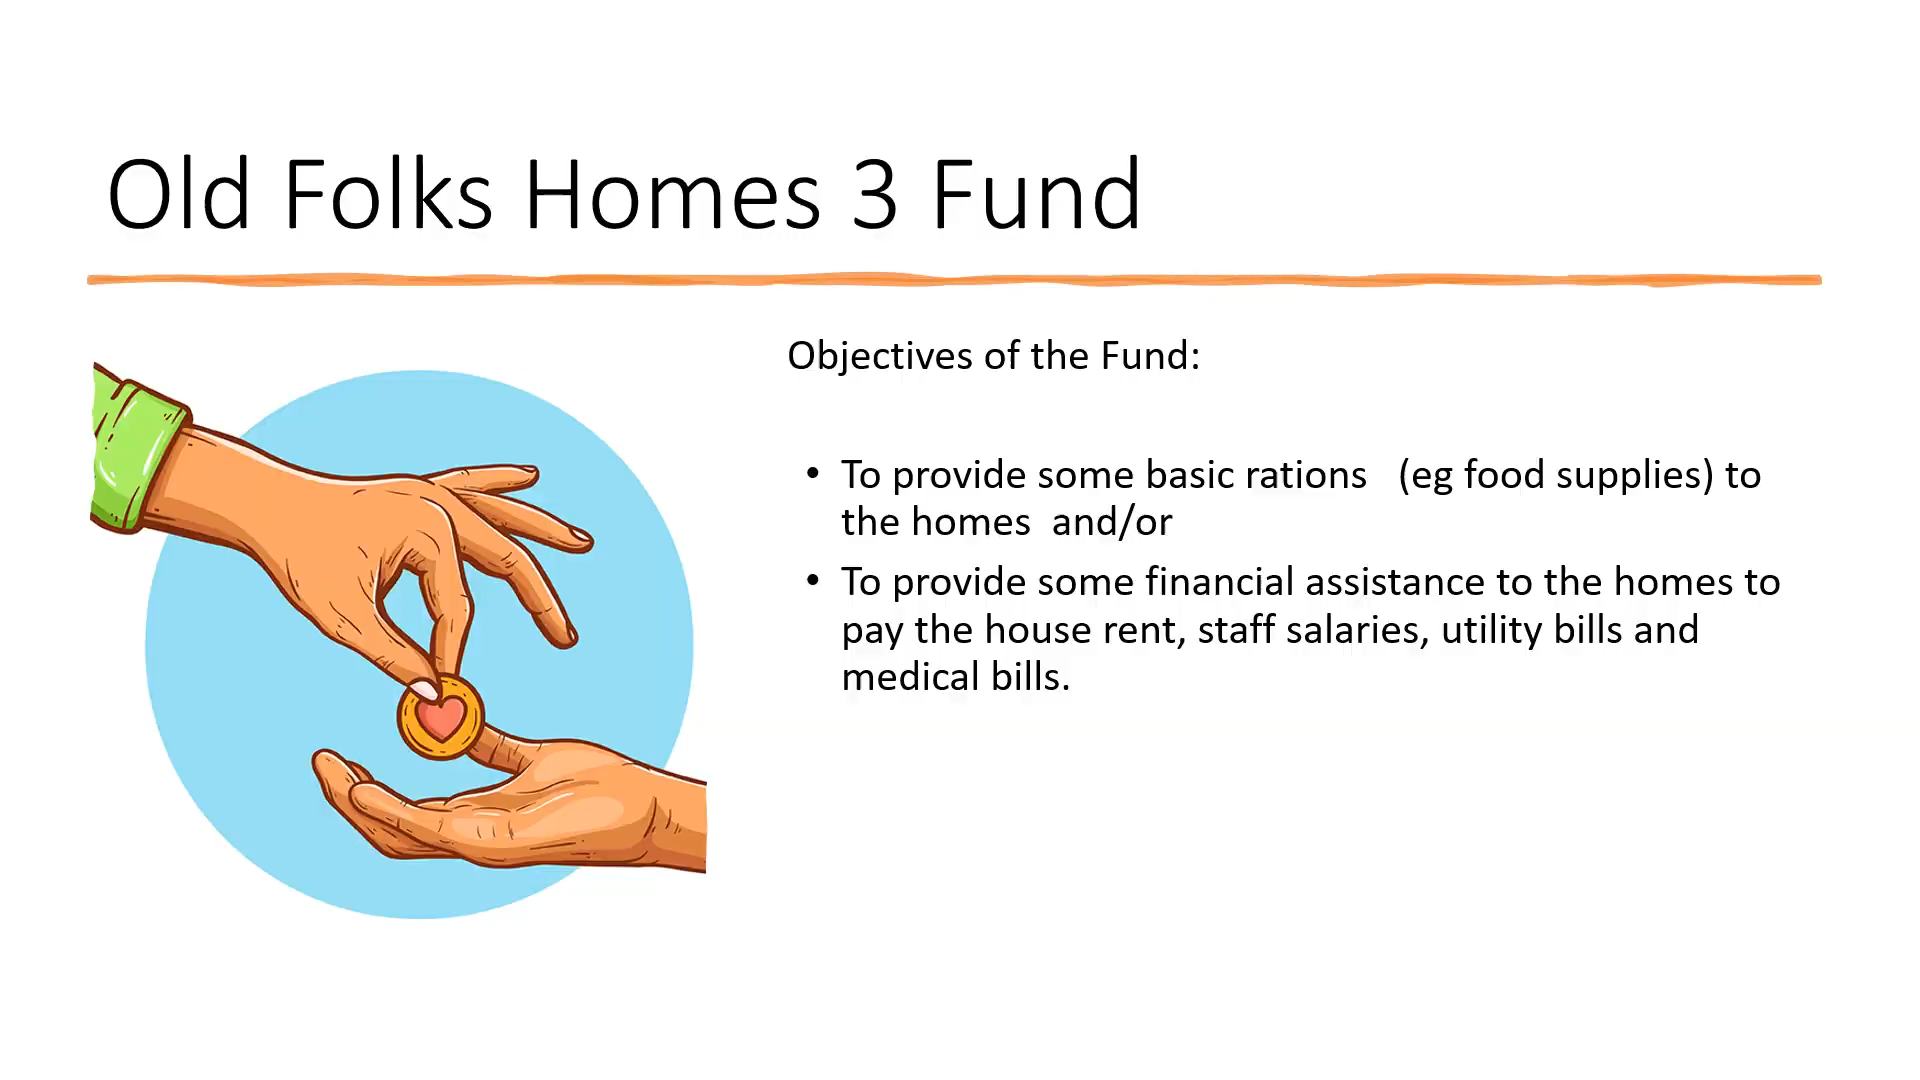 Old Folks Homes 3 Fund
Objectives of the Fund:
• To provide some basic rations   (eg food supplies) to
the homes  and/or
• To provide some financial assistance to the homes to
pay the house rent, staff salaries, utility bills and
medical bills.